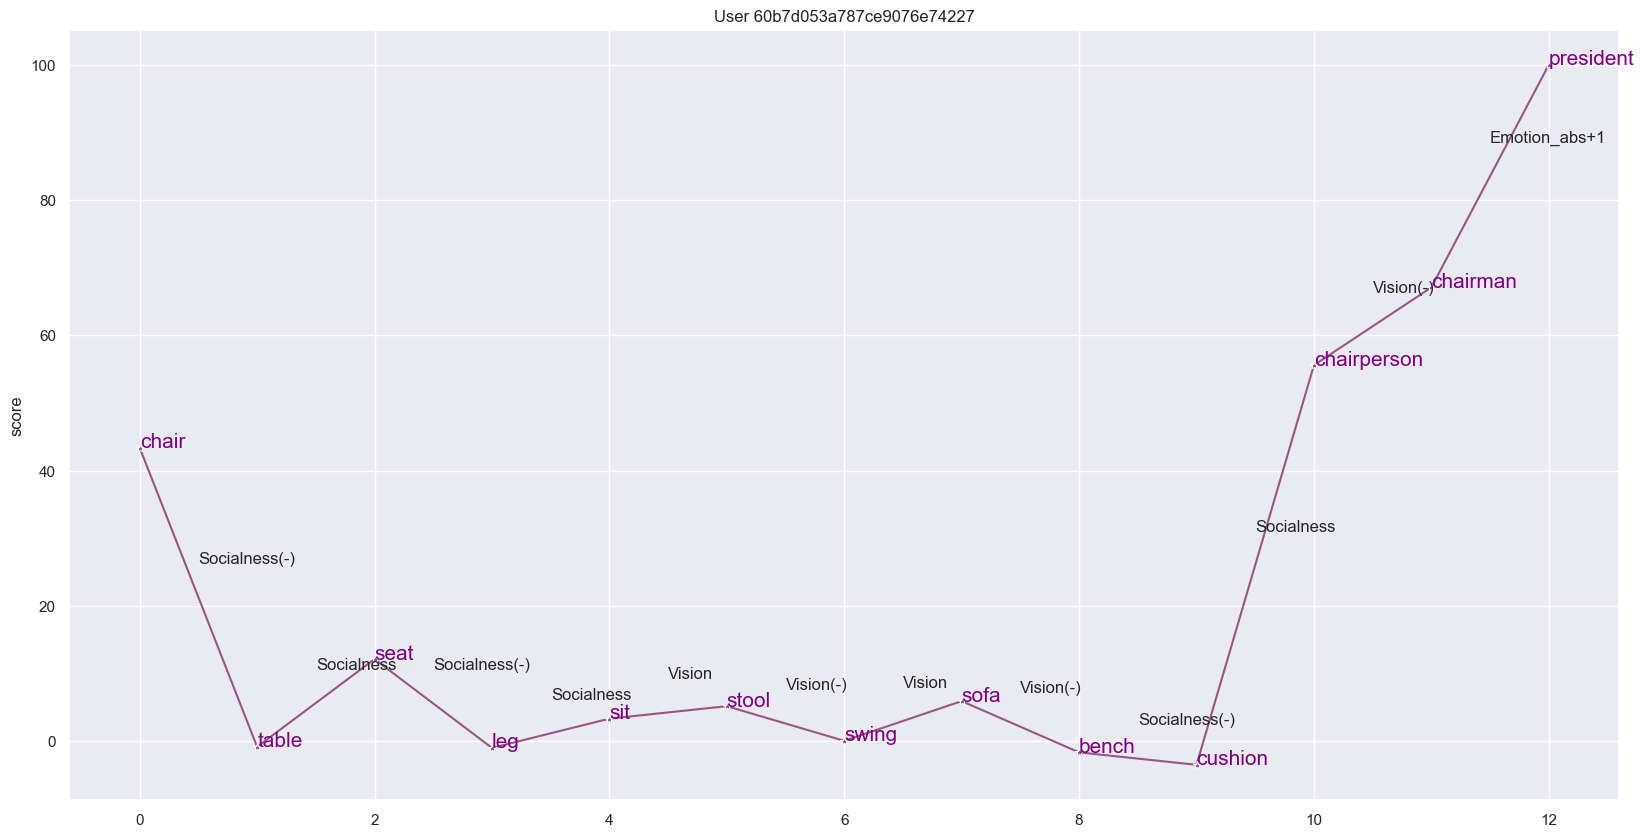 User 60b7d053a787ce9076e74227
100
80
60
40
20
0
score
president
Emotion_abs+1
chairman
Vision(-)
chairperson
chair
Socialness
Socialness(-)
seat
Socialness
Socialness(-)
Vision
Vision(-)
Vision
Vision(-)
Socialness
sit
stool
sofa
Socialness(-)
table
leg
swing
bench
cushion
0
2
4
6
8
10
12